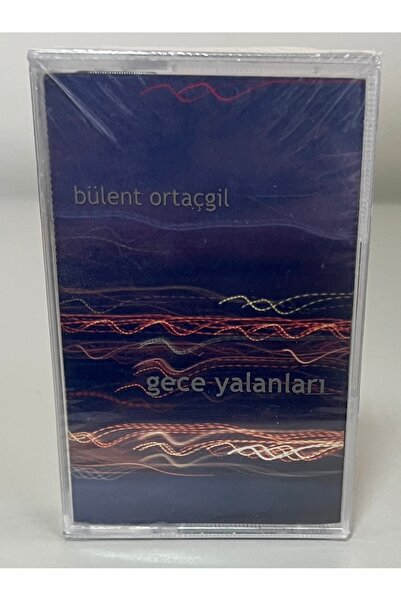 bülent ortaçgil
gece yalanları